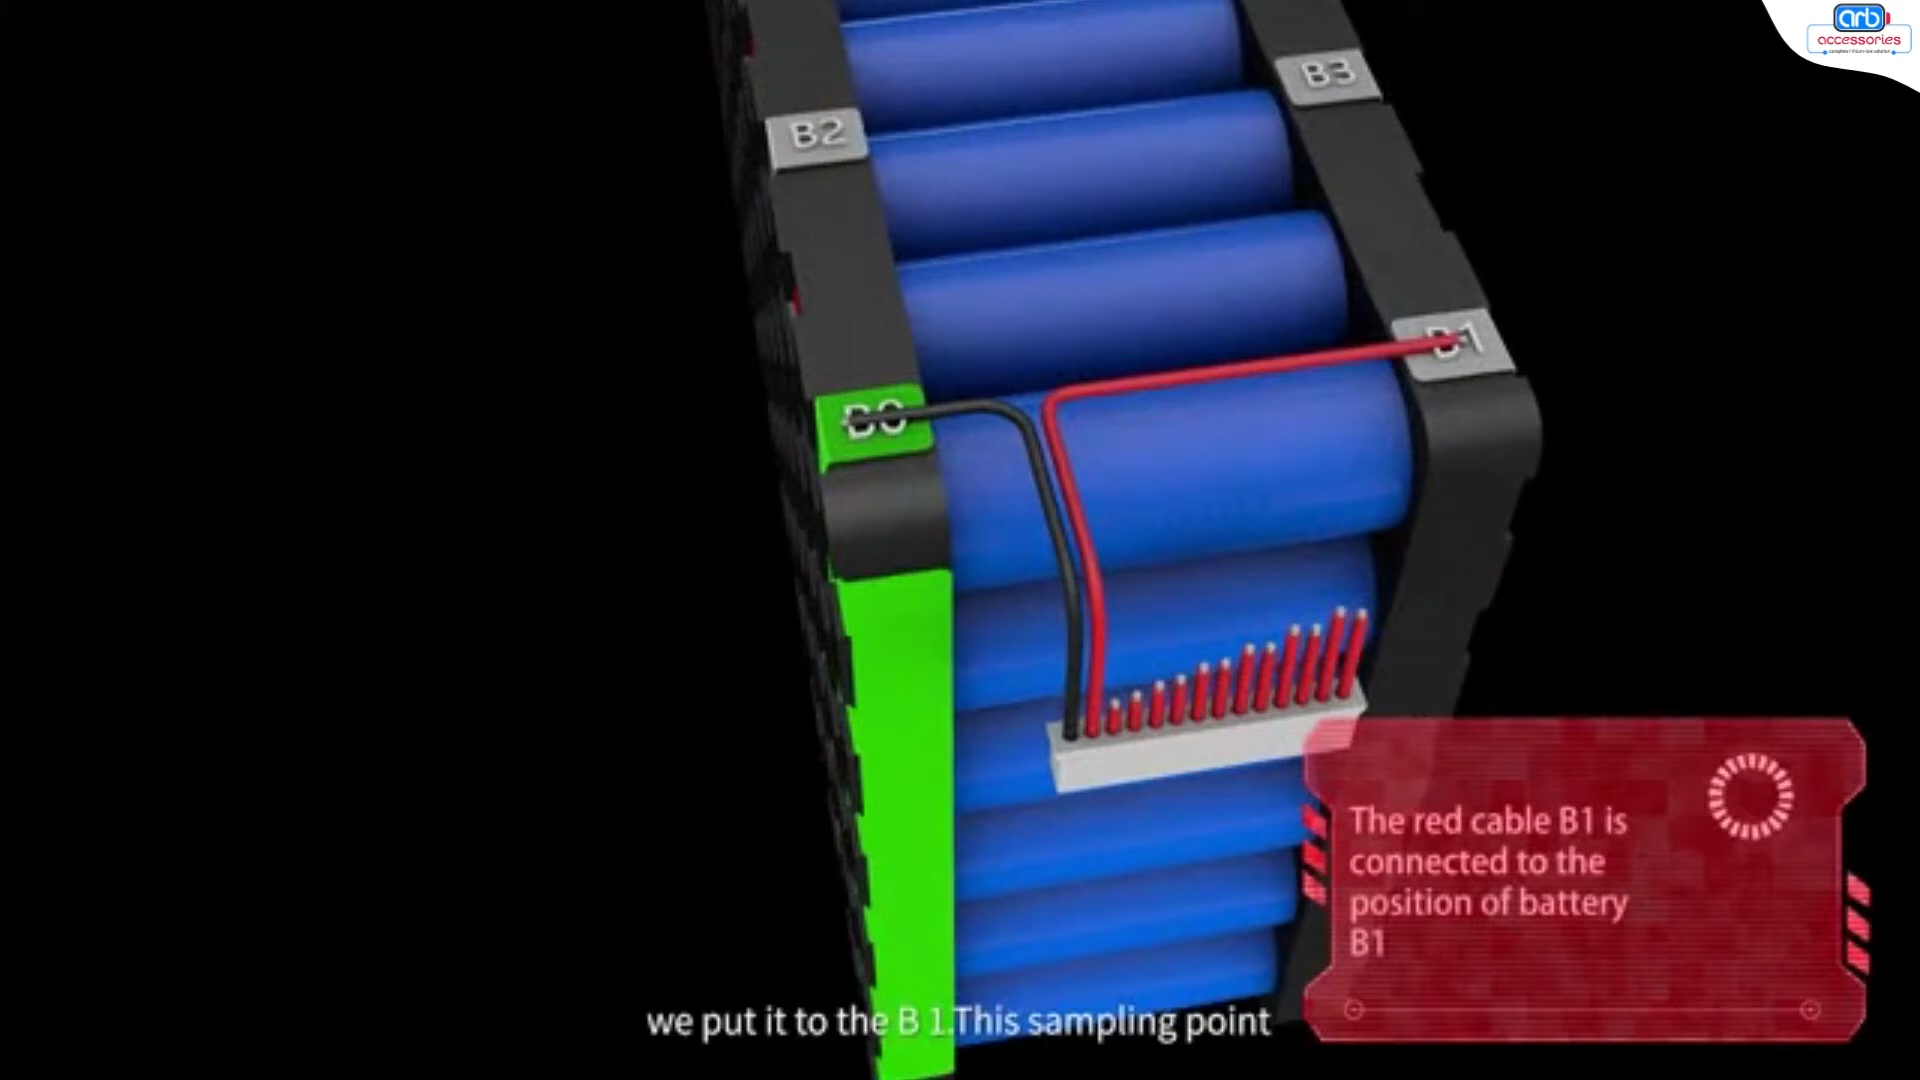 arb
accessories
B3
B2
B1
B0
The red cable B1 is
connected to the
position of battery
B1
we put it to the B 1.This sampling point